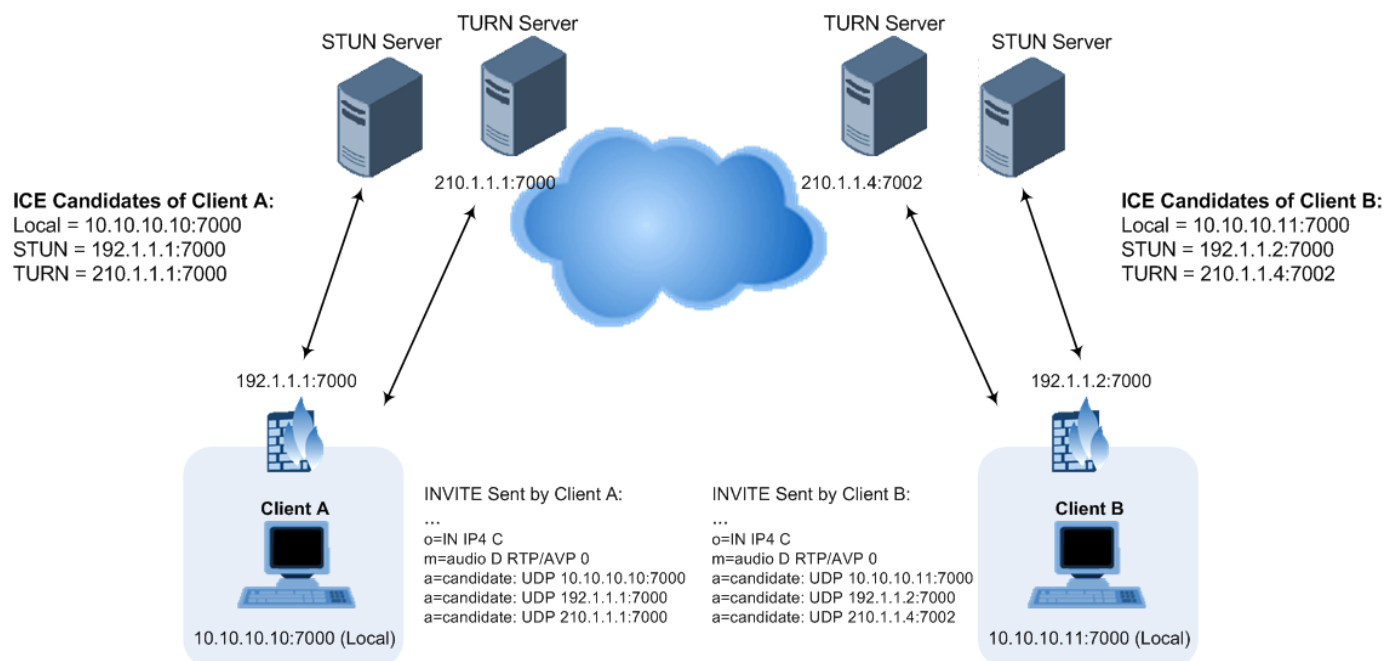 TURN Server
STUN Server
TURN Server
STUN Server
210.1.1.1:7000
210.1.1.4:7002
ICE Candidates of Client A:
Local = 10.10.10.10:7000
STUN = 192.1.1.1:7000
TURN = 210.1.1.1:7000
ICE Candidates of Client B:
Local = 10.10.10.11:7000
STUN = 192.1.1.2:7000
TURN = 210.1.1.4:7002
192.1.1.1:7000
192.1.1.2:7000
Client A
10.10.10.10:7000 (Local)
INVITE Sent by Client A:
...
o=IN IP4 C
m=audio D RTP/AVP 0
a=candidate: UDP 10.10.10.10:7000
a=candidate: UDP 192.1.1.1:7000
a=candidate: UDP 210.1.1.1:7000
INVITE Sent by Client B:
...
o=IN IP4 C
m=audio D RTP/AVP 0
a=candidate: UDP 10.10.10.11:7000
a=candidate: UDP 192.1.1.2:7000
a=candidate: UDP 210.1.1.4:7002
Client B
10.10.10.11:7000 (Local)